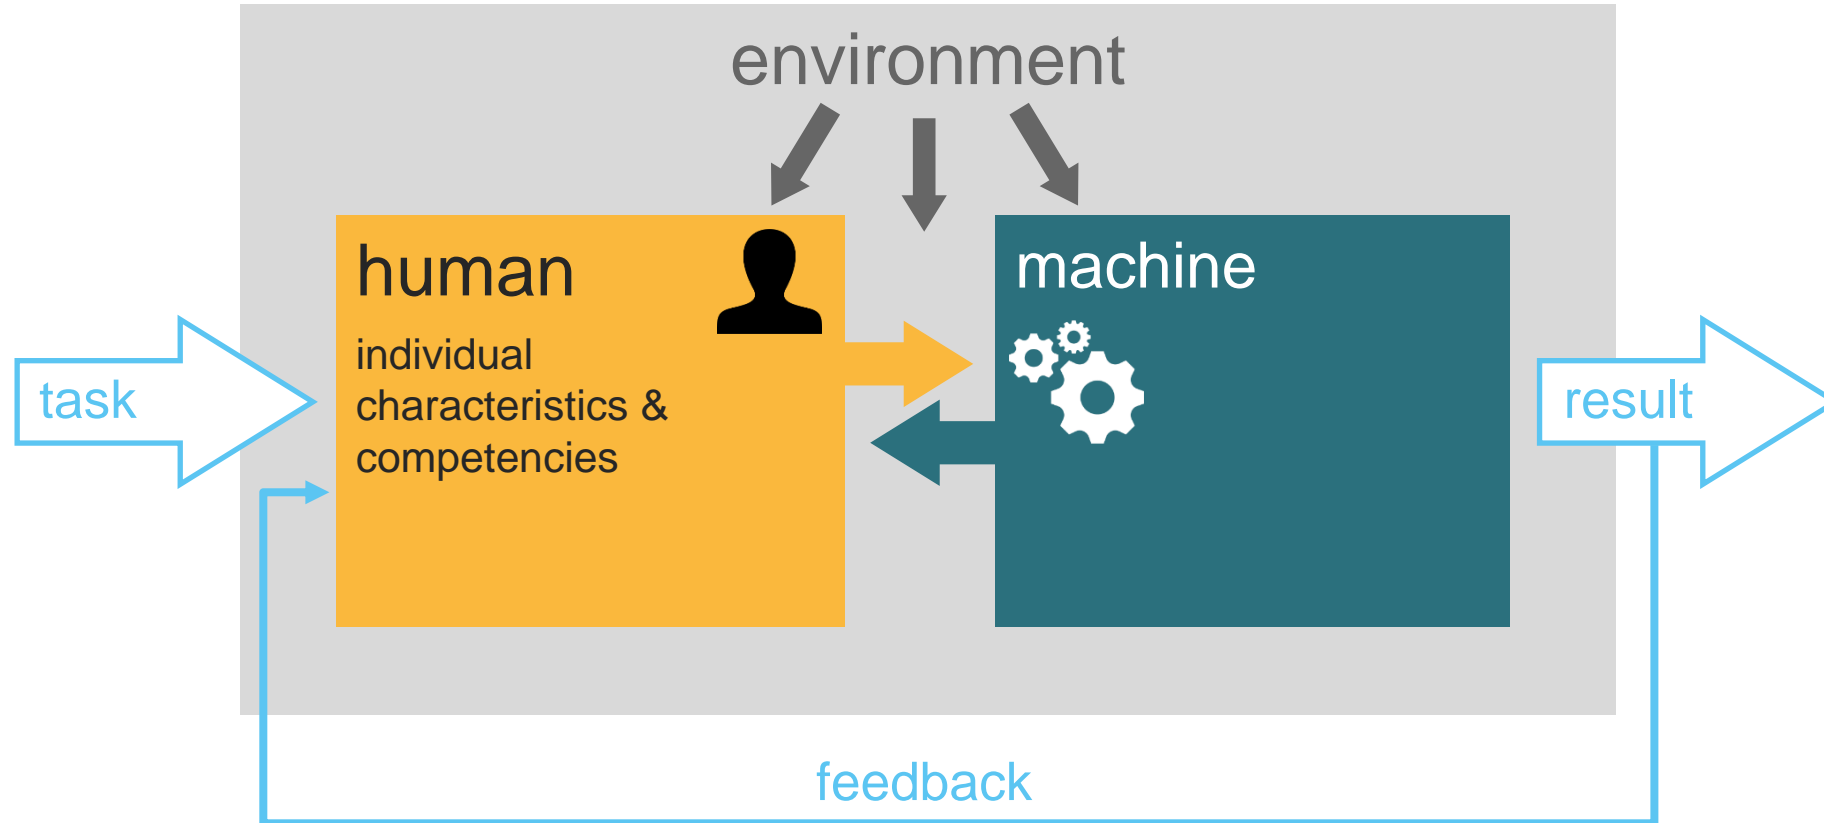 environment
human
individual
characteristics &
competencies
machine
task
result
feedback